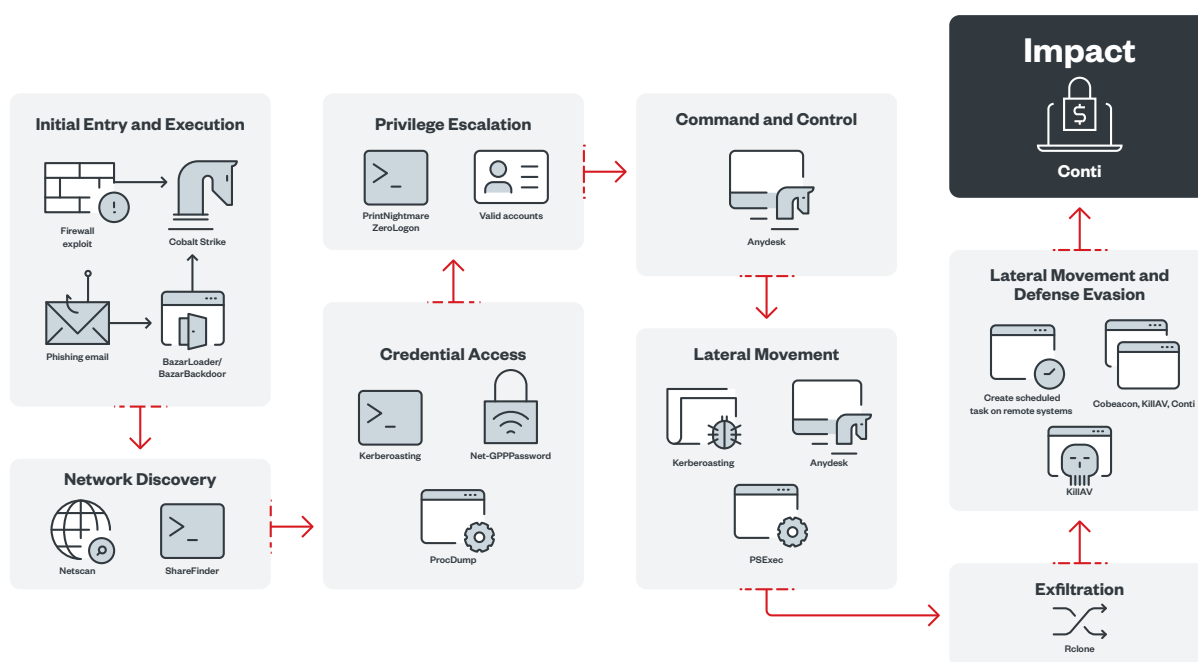 Initial Entry and Execution
Firewall
exploit
Cobalt Strike
Phishing email
BazarLoader/
BazarBackdoor
Network Discovery
Netscan
ShareFinder
Credential Access
Kerberoasting
Net-GPPPassword
ProcDump
Privilege Escalation
PrintNightmare
ZeroLogon
Valid accounts
Command and Control
Anydesk
Lateral Movement
Kerberoasting
Anydesk
PSExec
Exfiltration
Rclone
Lateral Movement and
Defense Evasion
Create scheduled
task on remote systems
Cobeacon, KillAV, Conti
KillAV
Impact
$
Conti